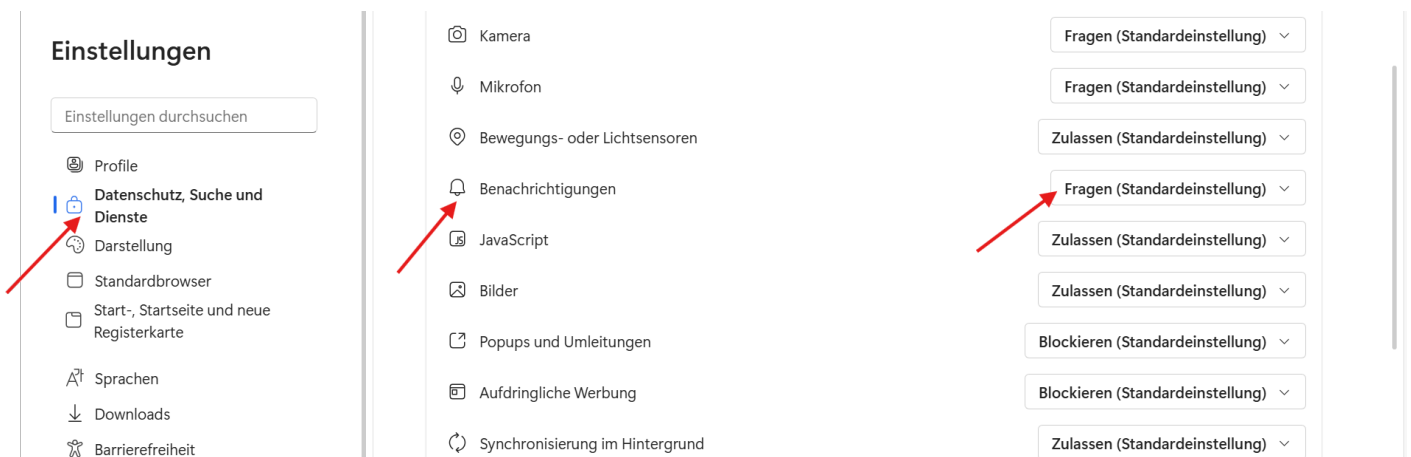 Einstellungen
Einstellungen durchsuchen
Profile
Datenschutz, Suche und
Dienste
Darstellung
Standardbrowser
Start-, Startseite und neue
Registerkarte
Sprachen
Downloads
Barrierefreiheit
Kamera
Fragen (Standardeinstellung)
Mikrofon
Fragen (Standardeinstellung)
Bewegungs- oder Lichtsensoren
Zulassen (Standardeinstellung)
Benachrichtigungen
Fragen (Standardeinstellung)
JavaScript
Zulassen (Standardeinstellung)
Bilder
Zulassen (Standardeinstellung)
Popups und Umleitungen
Blockieren (Standardeinstellung)
Aufdringliche Werbung
Blockieren (Standardeinstellung)
Synchronisierung im Hintergrund
Zulassen (Standardeinstellung)